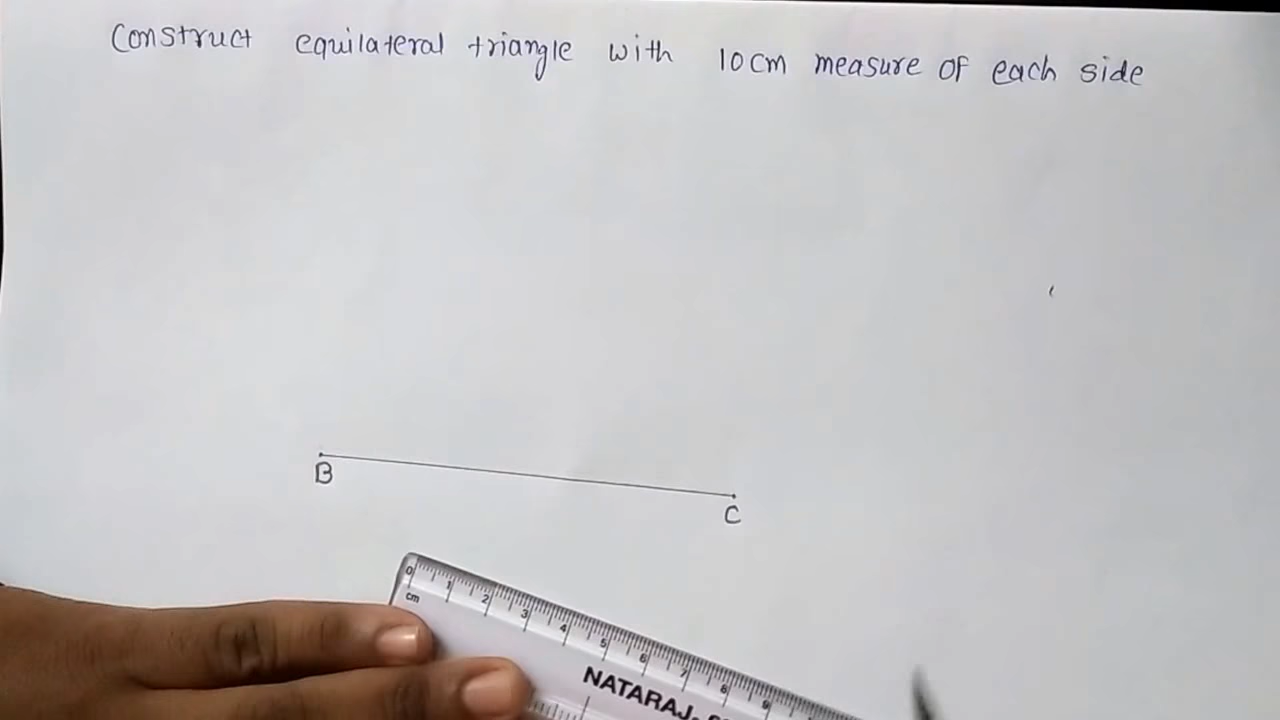 Construct equilateral triangle with 10cm measure of each side
B
C
0 1 2 3 4 5 6 7 8 9
cm
NATARAJ